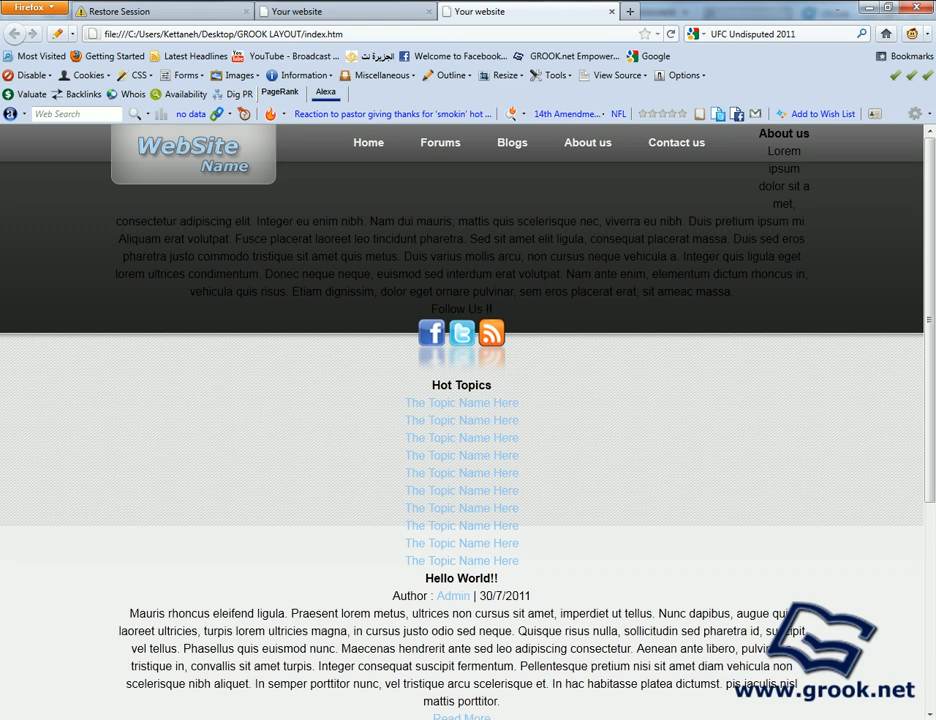 Firefox
Restore Session
Your website
Your website
file:///C:/Users/Kettaneh/Desktop/GROOK LAYOUT/index.htm
UFC Undisputed 2011
Most Visited Getting Started Latest Headlines YouTube - Broadcast ... الجزيرة نت Welcome to Facebook... GROOK.net Empower... Google Bookmarks
Disable Cookies CSS Forms Images Information Miscellaneous Outline Resize Tools View Source Options
Valuate Backlinks Whois Availability Dig PR PageRank Alexa
Web Search no data Reaction to pastor giving thanks for 'smokin' hot ... 14th Amendme... NFL Add to Wish List
WebSite
Name
Home Forums Blogs About us Contact us
About us
Lorem
ipsum
dolor sit a
met,
consectetur adipiscing elit. Integer eu enim nibh. Nam dui mauris, mattis quis scelerisque nec, viverra eu nibh. Duis pretium ipsum mi.
Aliquam erat volutpat. Fusce placerat laoreet leo tincidunt pharetra. Sed sit amet elit ligula, consequat placerat massa. Duis sed eros
pharetra justo commodo tristique sit amet quis metus. Duis varius mollis arcu, non cursus neque vehicula a. Integer quis ligula eget
lorem ultrices condimentum. Donec neque neque, euismod sed interdum erat volutpat. Nam ante enim, elementum dictum rhoncus in,
vehicula quis risus. Etiam dignissim, dolor eget ornare pulvinar, sem eros placerat erat, sit ameac massa.
Follow Us !!
Hot Topics
The Topic Name Here
The Topic Name Here
The Topic Name Here
The Topic Name Here
The Topic Name Here
The Topic Name Here
The Topic Name Here
The Topic Name Here
The Topic Name Here
The Topic Name Here
Hello World!!
Author : Admin | 30/7/2011
Mauris rhoncus eleifend ligula. Praesent lorem metus, ultrices non cursus sit amet, imperdiet ut tellus. Nunc dapibus, augue quis
laoreet ultricies, turpis lorem ultricies magna, in cursus justo odio sed neque. Quisque risus nulla, sollicitudin sed pharetra id, suscipit
vel tellus. Phasellus quis euismod nunc. Maecenas hendrerit ante sed leo adipiscing consectetur. Aenean ante libero,
tristique in, convallis sit amet turpis. Integer consequat suscipit fermentum. Pellentesque pretium nisi sit amet diam vehicula non
scelerisque nibh aliquet. In semper porttitor nunc, vel tristique arcu scelerisque et. In hac habitasse platea dictumst.
mattis porttitor.
Read More
www.grook.net